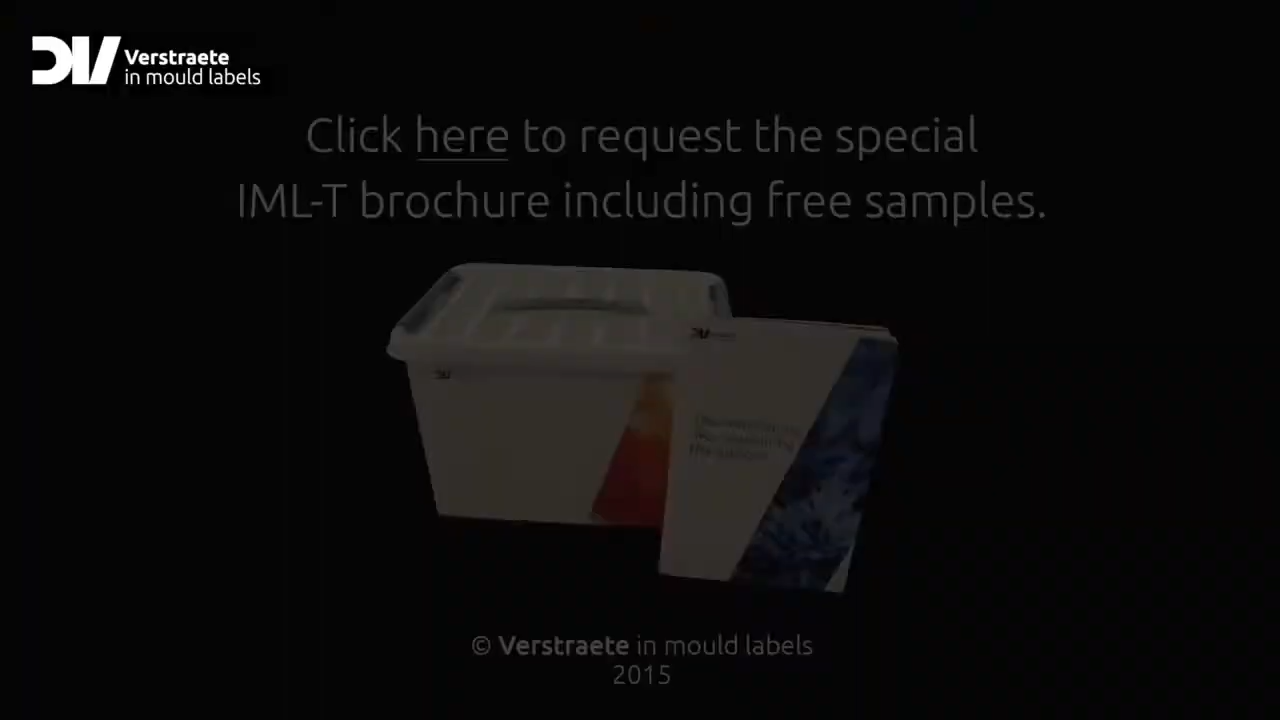 Verstraete
in mould labels
Click here to request the special
IML-T brochure including free samples.
© Verstraete in mould labels
2015